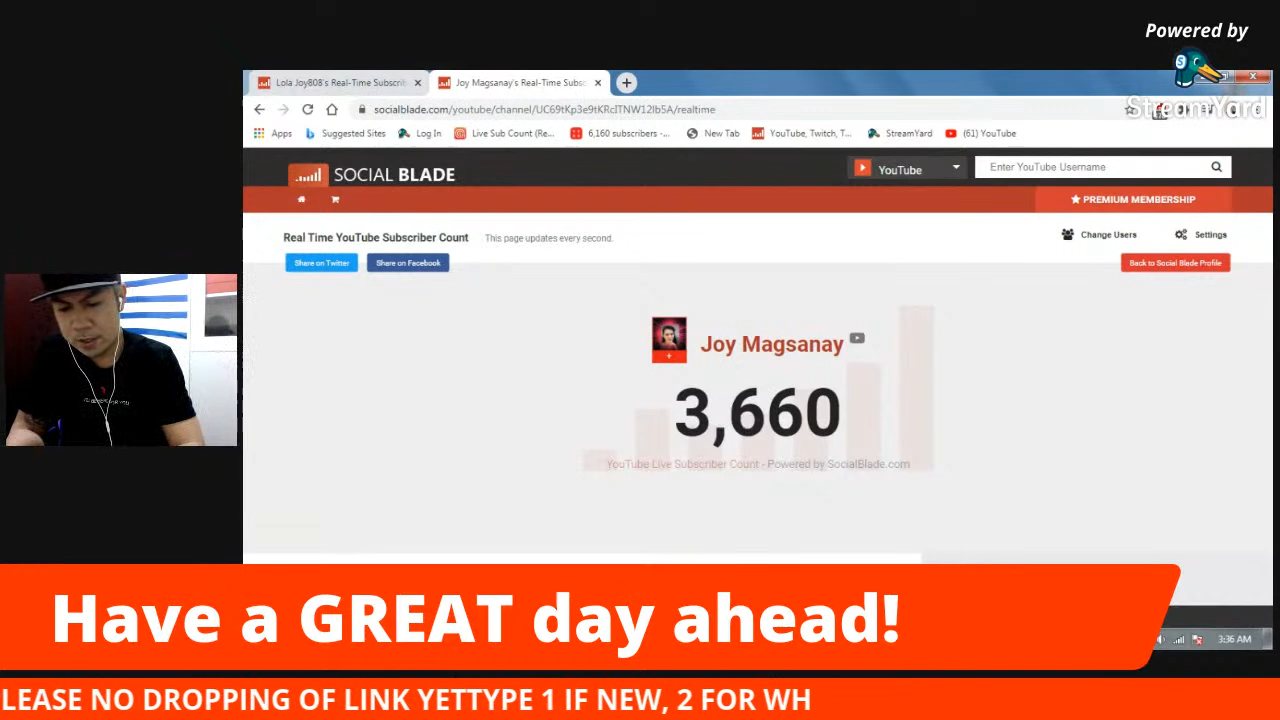 Powered by
StreamYard
Lola Joy808's Real-Time Subscrib
Joy Magsanay's Real-Time Subsc
socialblade.com/youtube/channel/UC69tKp3e9tKRclTNW12lb5A/realtime
Apps
Suggested Sites
Log In
Live Sub Count (Re...
6,160 subscribers -...
New Tab
YouTube, Twitch, T...
StreamYard
(61) YouTube
SOCIAL BLADE
YouTube
Enter YouTube Username
PREMIUM MEMBERSHIP
Real Time YouTube Subscriber Count
This page updates every second.
Change Users
Settings
Share on Twitter
Share on Facebook
Back to Social Blade Profile
Joy Magsanay
3,660
YouTube Live Subscriber Count - Powered by SocialBlade.com
Have a GREAT day ahead!
3:36 AM
LEASE NO DROPPING OF LINK YETTYPE 1 IF NEW, 2 FOR WH